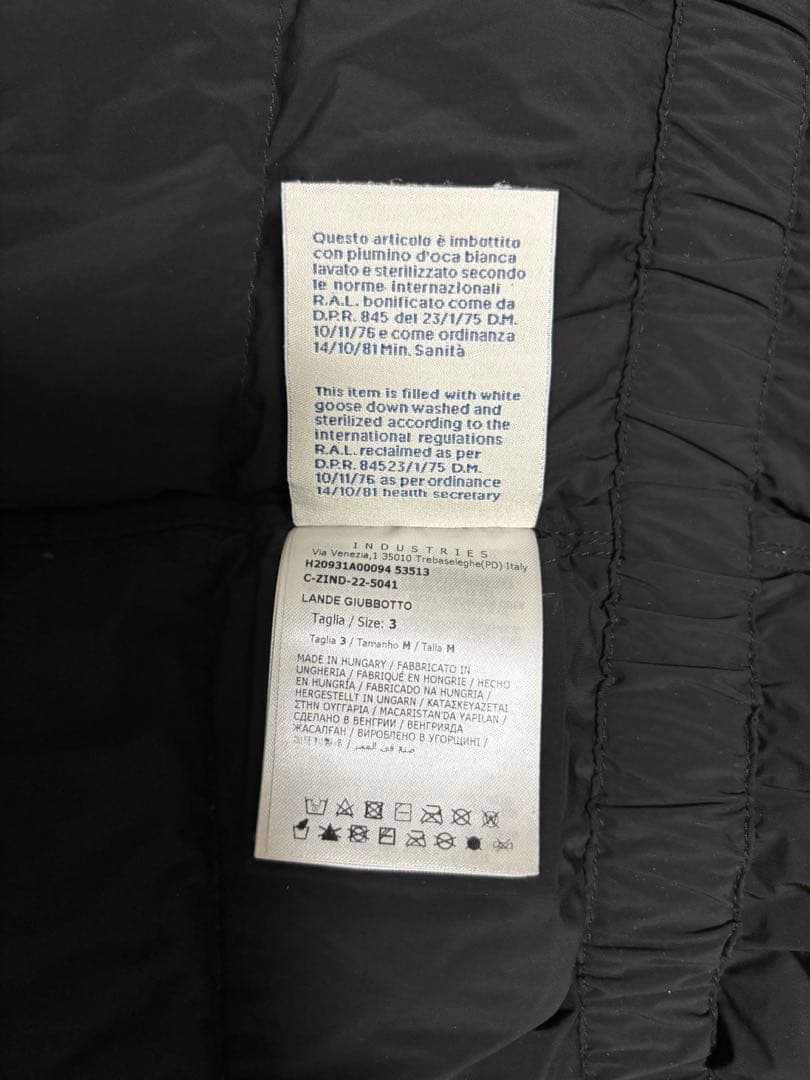 Questo articolo è imbottito
con piumino d'oca bianca
lavato e sterilizzato secondo
le norme internazionali
R.A.L. bonificato come da
D.P.R. 845 del 23/1/75 D.M.
10/11/76 e come ordinanza
14/10/81 Min. Sanità
This item is filled with white
goose down washed and
sterilized according to the
international regulations
R.A.L. reclaimed as per
D.P.R. 84523/1/75 D.M.
10/11/76 as per ordinance
14/10/81 health secretary
INDUSTRIES
Via Venezia,1 35010 Trebaseleghe(PD) Italy
H20931A00094 53513
C-ZIND-22-5041
LANDE GIUBBOTTO
Taglia / Size: 3
Taglia 3 / Tamanho M / Talla M
MADE IN HUNGARY / FABBRICATO IN
UNGHERIA / FABRIQUÉ EN HONGRIE / HECHO
EN HUNGRÍA / FABRICADO NA HUNGRIA /
HERGESTELLT IN UNGARN / ΚΑΤΑΣΚΕΥΑΖΕΤΑΙ
ΣΤΗΝ ΟΥΓΓΑΡΙΑ / MACARISTAN'DA YAPILAN /
СДЕЛАНО В ВЕНГРИИ / ВЕНГРИЯДА
ЖАСАЛҒАН / ВИРОБЛЕНО В УГОРЩИНІ /
/ صنع في المجر